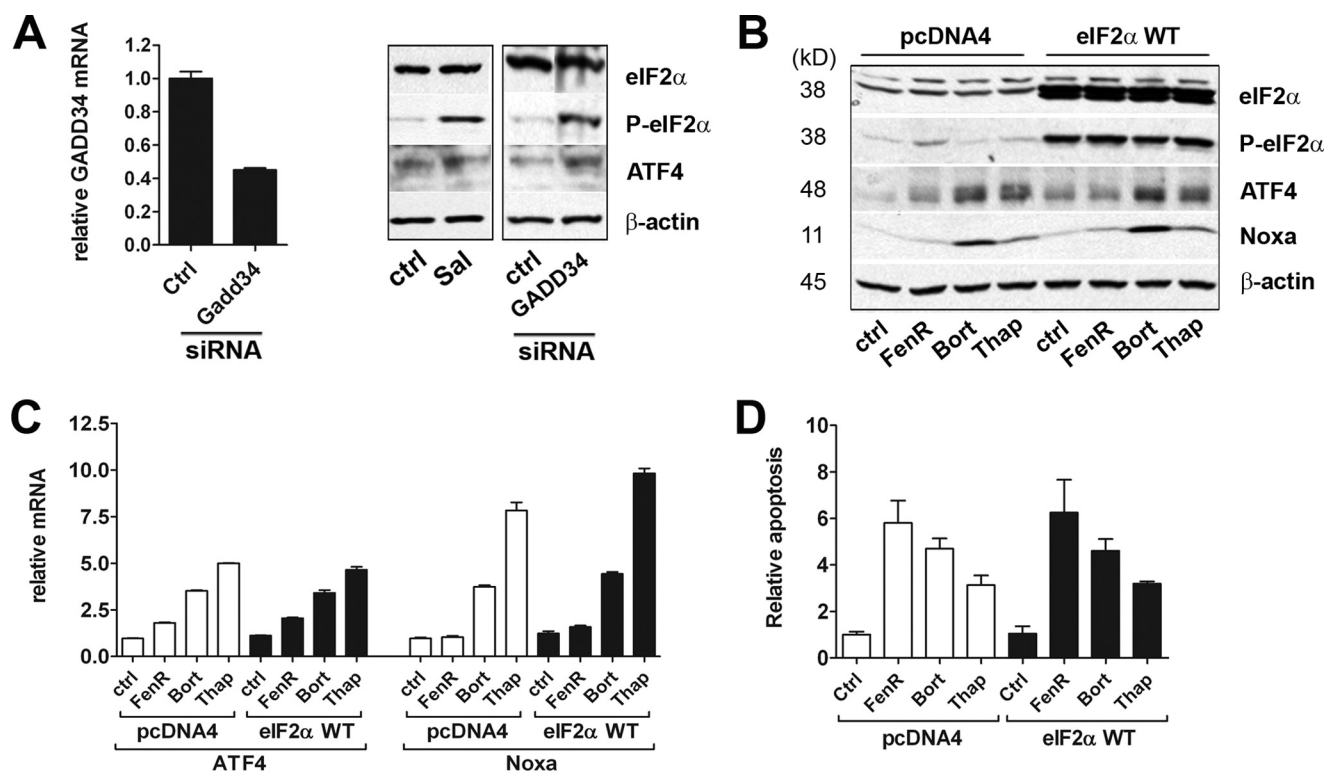 A
relative GADD34 mRNA
1.2
1.0
0.8
0.6
0.4
0.2
0.0
Ctrl
Gadd34
siRNA
eIF2α
P-eIF2α
ATF4
β-actin
ctrl
Sal
ctrl
GADD34
siRNA
B
pcDNA4
eIF2α WT
(kD)
38
eIF2α
38
P-eIF2α
48
ATF4
11
Noxa
45
β-actin
ctrl
FenR
Bort
Thap
ctrl
FenR
Bort
Thap
C
relative mRNA
12.5
10.0
7.5
5.0
2.5
0.0
ctrl
FenR
Bort
Thap
ctrl
FenR
Bort
Thap
ctrl
FenR
Bort
Thap
ctrl
FenR
Bort
Thap
pcDNA4
eIF2α WT
pcDNA4
eIF2α WT
ATF4
Noxa
D
Relative apoptosis
10
8
6
4
2
0
Ctrl
FenR
Bort
Thap
Ctrl
FenR
Bort
Thap
pcDNA4
eIF2α WT